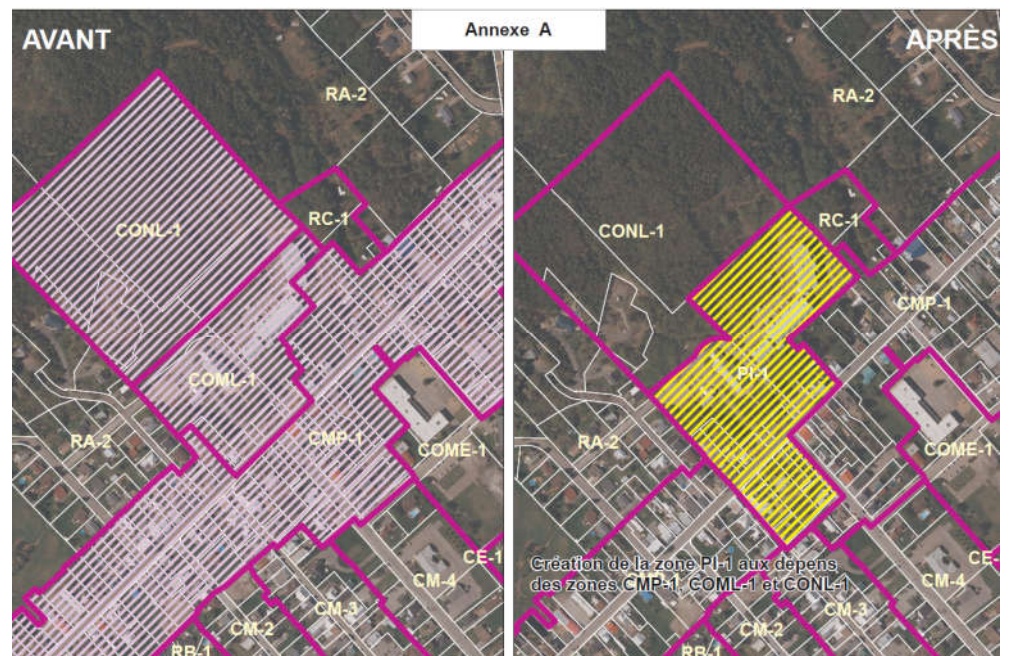 Annexe A
AVANT
RA-2
CONL-1
RC-1
COML-1
CMP-1
RA-2
COME-1
CE-1
CM-4
CM-3
CM-2
RB-1
APRÈS
RA-2
CONL-1
RC-1
CMP-1
PI-1
RA-2
COME-1
Création de la zone PI-1 aux dépens
des zones CMP-1, COML-1 et CONL-1
CE-
CM-4
CM-3
CM-2
RB-1